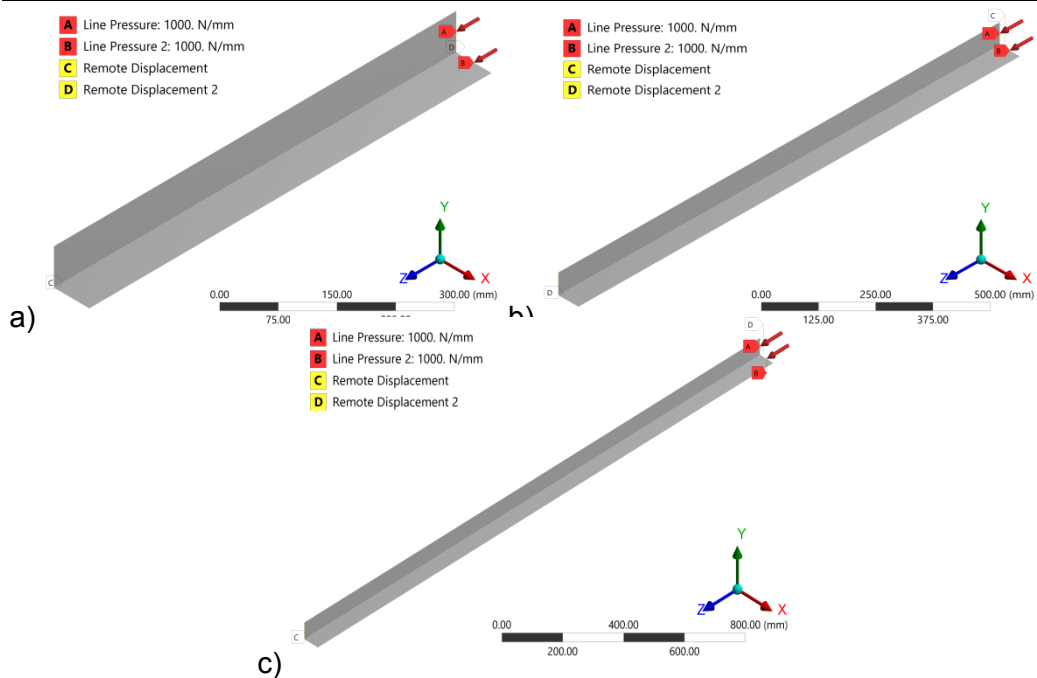 A Line Pressure: 1000. N/mm
B Line Pressure 2: 1000. N/mm
C Remote Displacement
D Remote Displacement 2
A
D
B
C
Y
Z
X
0.00 150.00 300.00 (mm)
75.00
a)
A Line Pressure: 1000. N/mm
B Line Pressure 2: 1000. N/mm
C Remote Displacement
D Remote Displacement 2
C
A
B
D
Y
Z
X
0.00 250.00 500.00 (mm)
125.00 375.00
b)
A Line Pressure: 1000. N/mm
B Line Pressure 2: 1000. N/mm
C Remote Displacement
D Remote Displacement 2
D
A
B
C
Y
Z
X
0.00 400.00 800.00 (mm)
200.00 600.00
c)